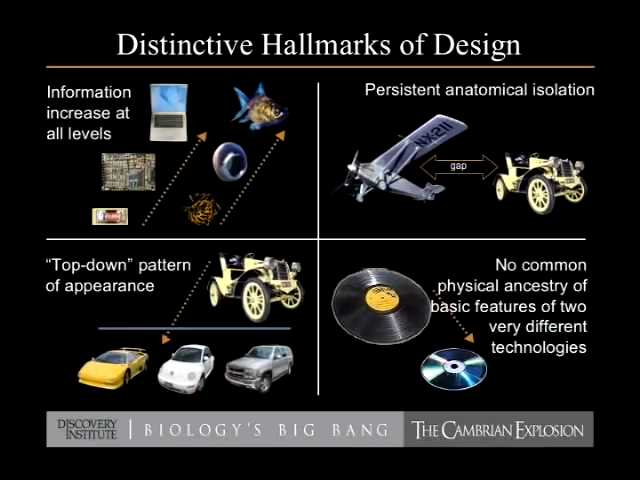 Distinctive Hallmarks of Design
Information
increase at
all levels
Persistent anatomical isolation
NX-211
gap
“Top-down” pattern
of appearance
No common
physical ancestry of
basic features of two
very different
technologies
DISCOVERY
INSTITUTE
BIOLOGY'S BIG BANG
THE CAMBRIAN EXPLOSION